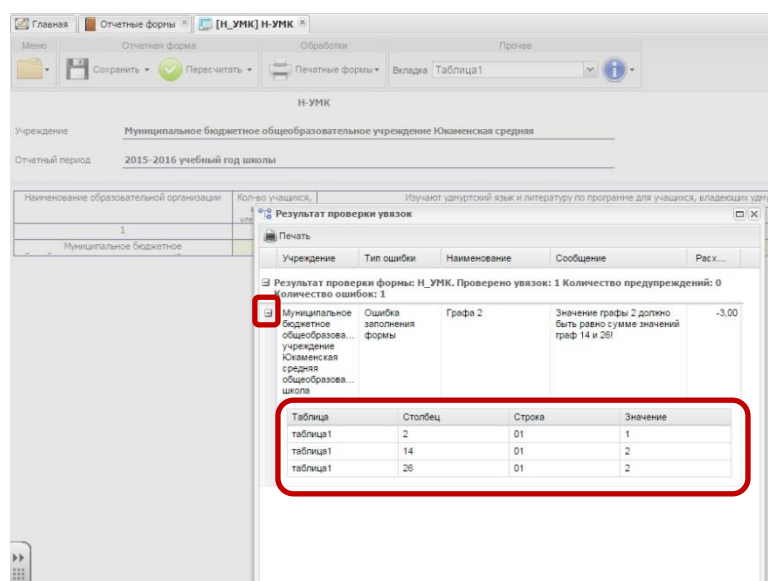 Главная
Отчетные формы
[Н_УМК] Н-УМК
Меню
Отчетная форма
Обработки
Прочее
Сохранить
Пересчитать
Печатные формы
Вкладка
Таблица1
Н-УМК
Учреждение
Муниципальное бюджетное общеобразовательное учреждение Юкаменская средняя
Отчетный период
2015-2016 учебный год школы
Наименование образовательной организации
Кол-во учащихся,
Изучают удмуртский язык и литературу по программе для учащихся, владеющих
1
Муниципальное бюджетное
Результат проверки увязок
Печать
Учреждение
Тип ошибки
Наименование
Сообщение
Расх...
Результат проверки формы: Н_УМК. Проверено увязок: 1 Количество предупреждений: 0
Количество ошибок: 1
Муниципальное
бюджетное
общеобразова...
учреждение
Юкаменская
средняя
общеобразова...
школа
Ошибка
заполнения
формы
Графа 2
Значение графы 2 должно
быть равно сумме значений
граф 14 и 26!
-3,00
Таблица
Столбец
Строка
Значение
таблица1
2
01
1
таблица1
14
01
2
таблица1
26
01
2